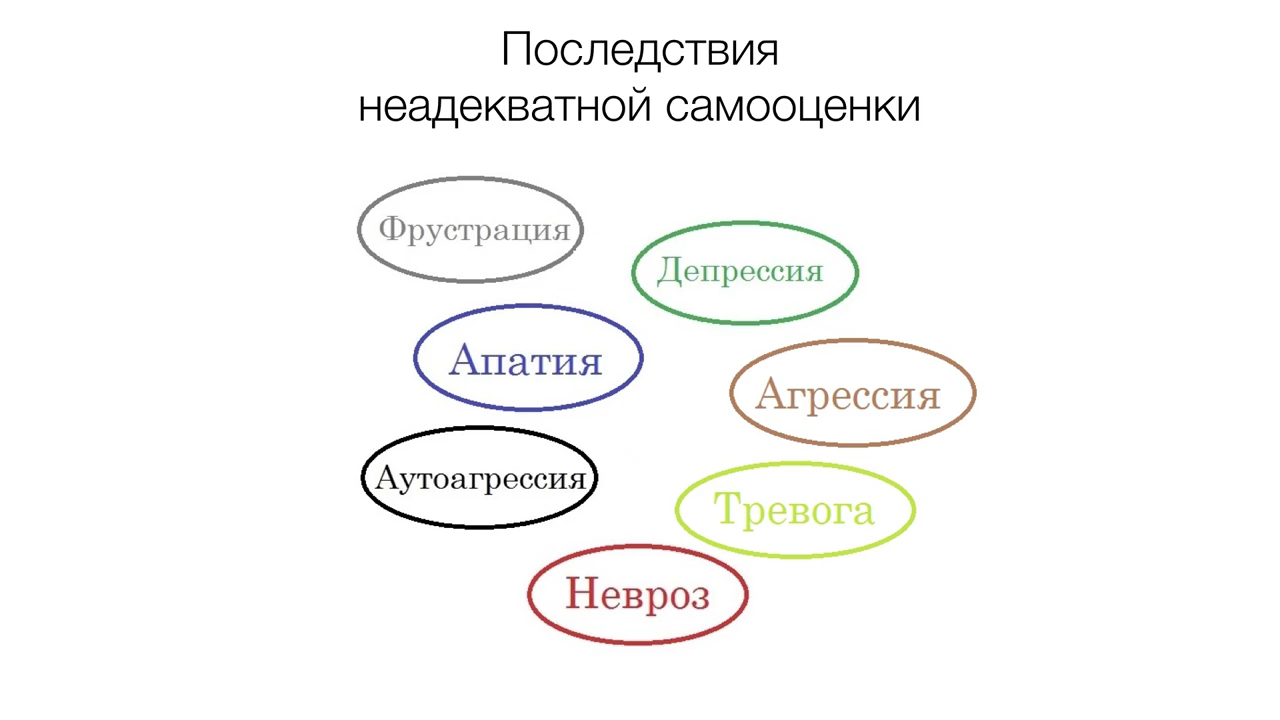 Последствия
неадекватной самооценки
Фрустрация
Депрессия
Апатия
Агрессия
Аутоагрессия
Тревога
Невроз